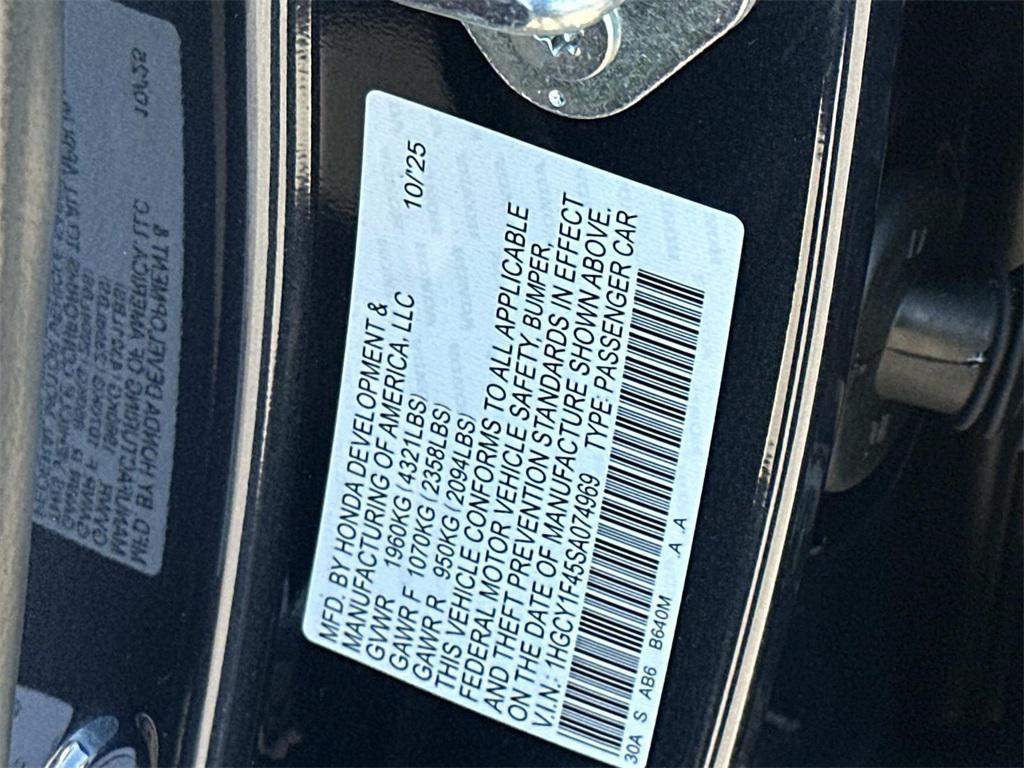 MFD. BY HONDA DEVELOPMENT &
MANUFACTURING OF AMERICA, LLC 10/'25
GVWR 1960KG (4321LBS)
GAWR F 1070KG (2358LBS)
GAWR R 950KG (2094LBS)
THIS VEHICLE CONFORMS TO ALL APPLICABLE
FEDERAL MOTOR VEHICLE SAFETY, BUMPER,
AND THEFT PREVENTION STANDARDS IN EFFECT
ON THE DATE OF MANUFACTURE SHOWN ABOVE.
V.I.N.: 1HGCY1F45SA074969 TYPE: PASSENGER CAR
30A S AB6 B640M A A